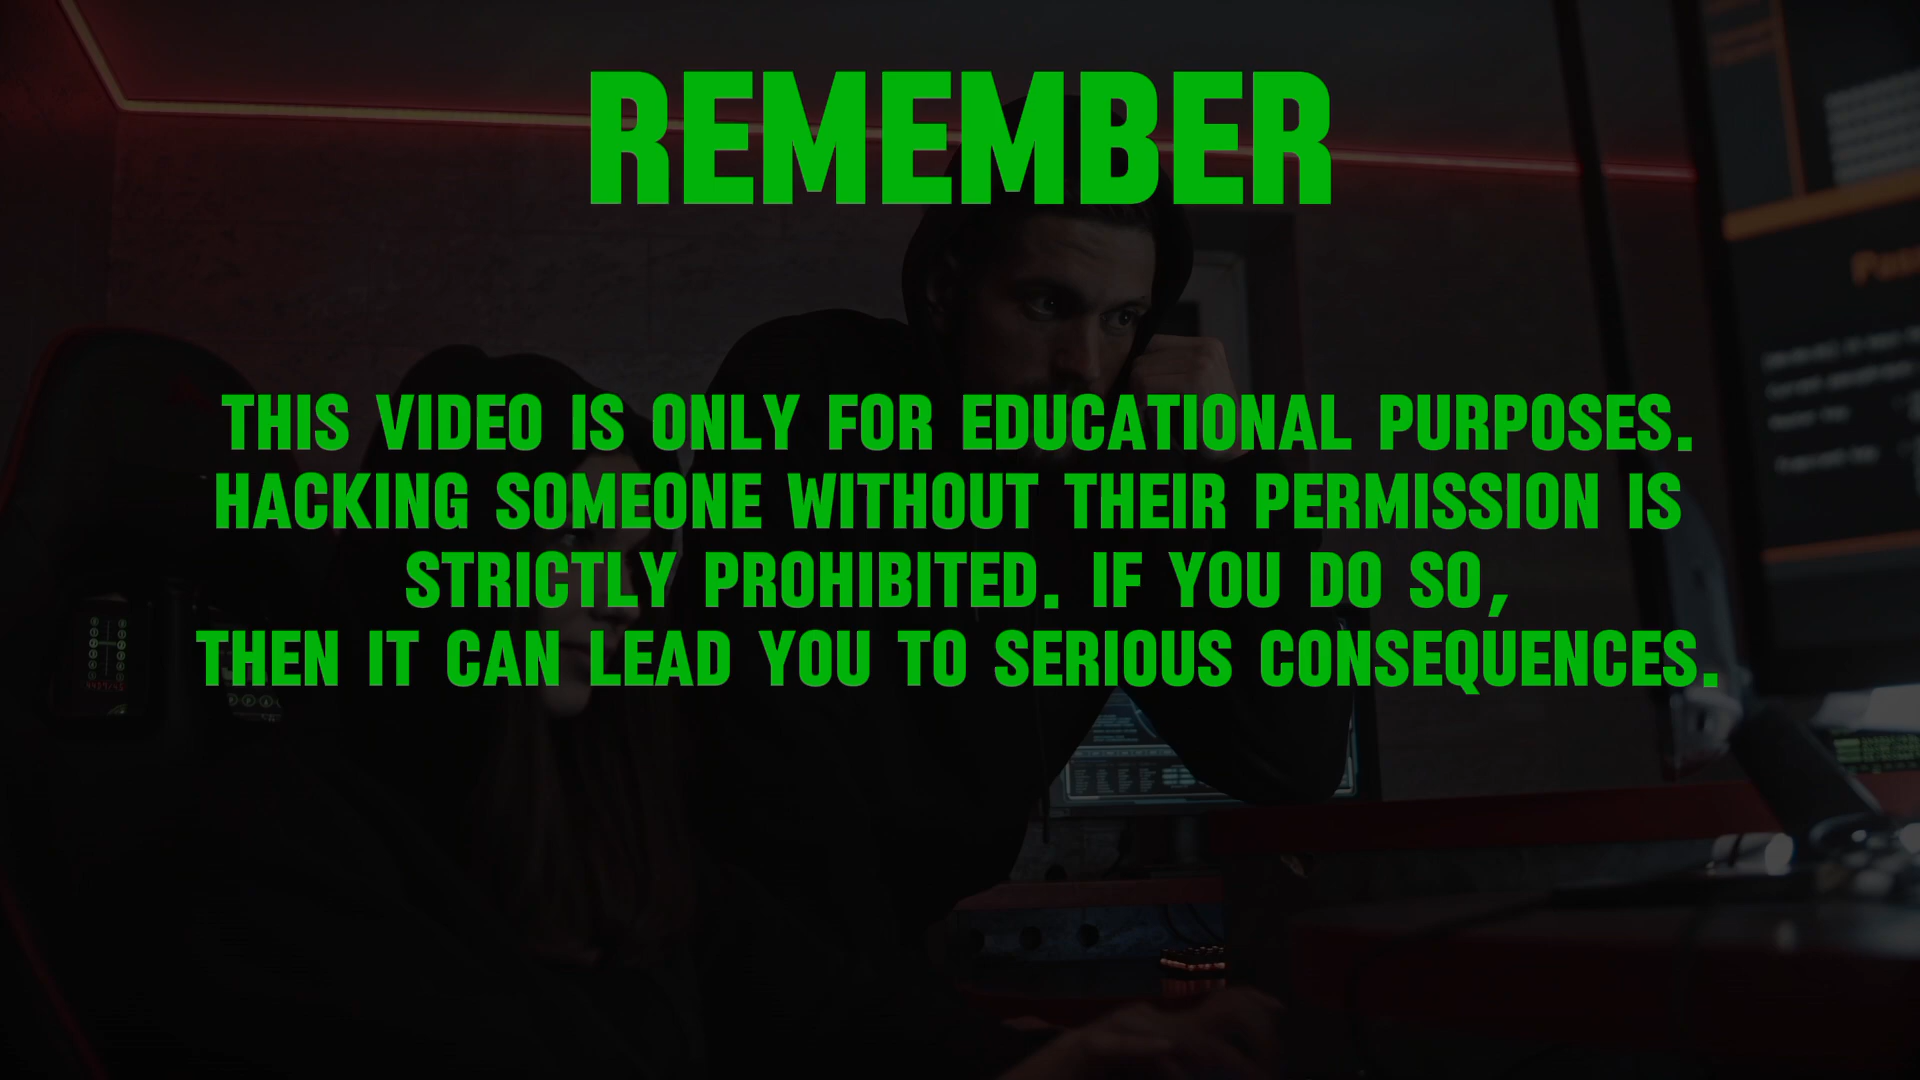 REMEMBER
THIS VIDEO IS ONLY FOR EDUCATIONAL PURPOSES.
HACKING SOMEONE WITHOUT THEIR PERMISSION IS
STRICTLY PROHIBITED. IF YOU DO SO,
THEN IT CAN LEAD YOU TO SERIOUS CONSEQUENCES.